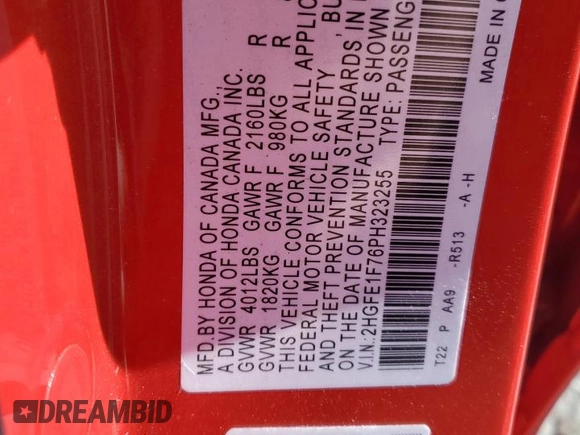 MFD.BY HONDA OF CANADA MFG.,
A DIVISION OF HONDA CANADA INC.
GVWR 4012LBS GAWR F 2160LBS R
GVWR 1820KG GAWR F 980KG R
THIS VEHICLE CONFORMS TO ALL APPLIC
FEDERAL MOTOR VEHICLE SAFETY, BU
AND THEFT PREVENTION STANDARDS, IN
THE DATE OF MANUFACTURE SHOWN
V.I.N.:2HGFE1F76PH323255 TYPE: PASSENG
T22 P AA9 -R513 -A -H MADE IN
DREAMBID